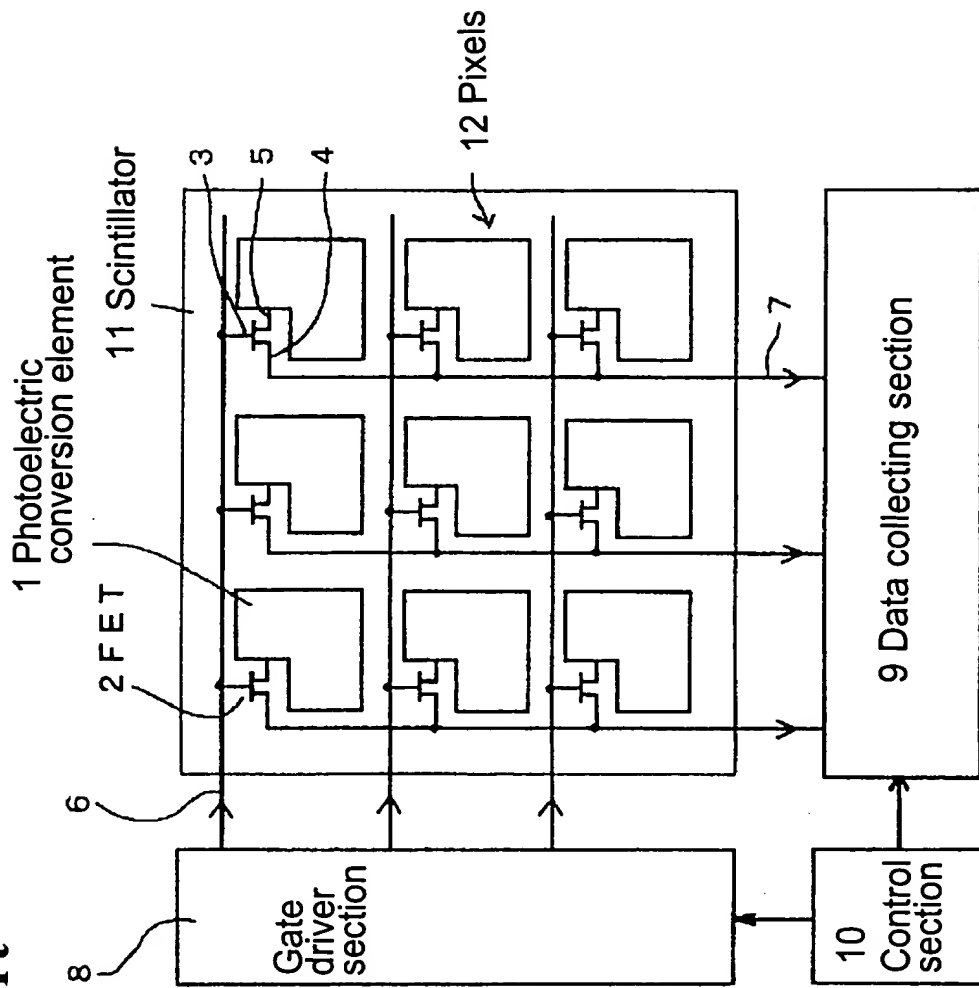 1 Photoelectric
conversion element
11 Scintillator
2 FET
3
5
4
12 Pixels
6
7
8
Gate
driver
section
9 Data collecting section
10
Control
section